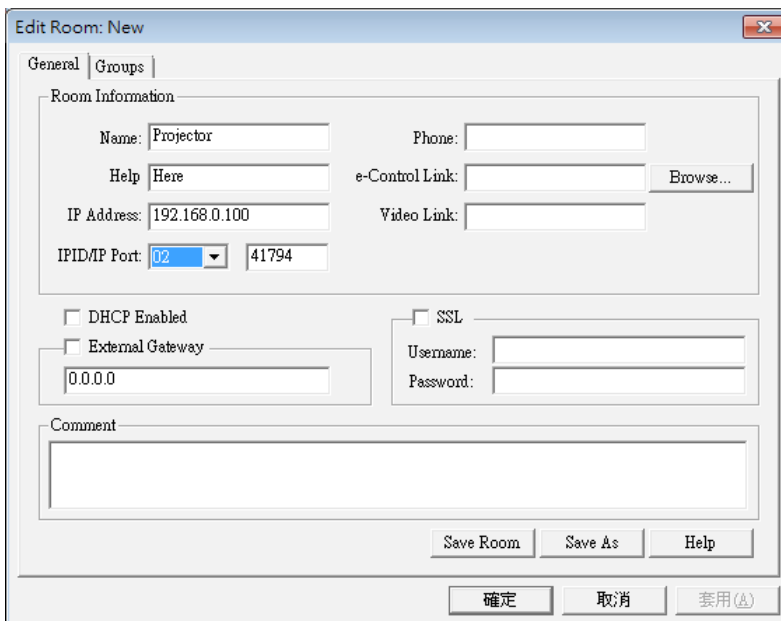 Edit Room: New
General Groups
Room Information
Name: Projector Phone:
Help Here e-Control Link: Browse...
IP Address: 192.168.0.100 Video Link:
IPID/IP Port: 02 41794
DHCP Enabled SSL
External Gateway Username:
0.0.0.0 Password:
Comment
Save Room Save As Help
確定 取消 套用(A)